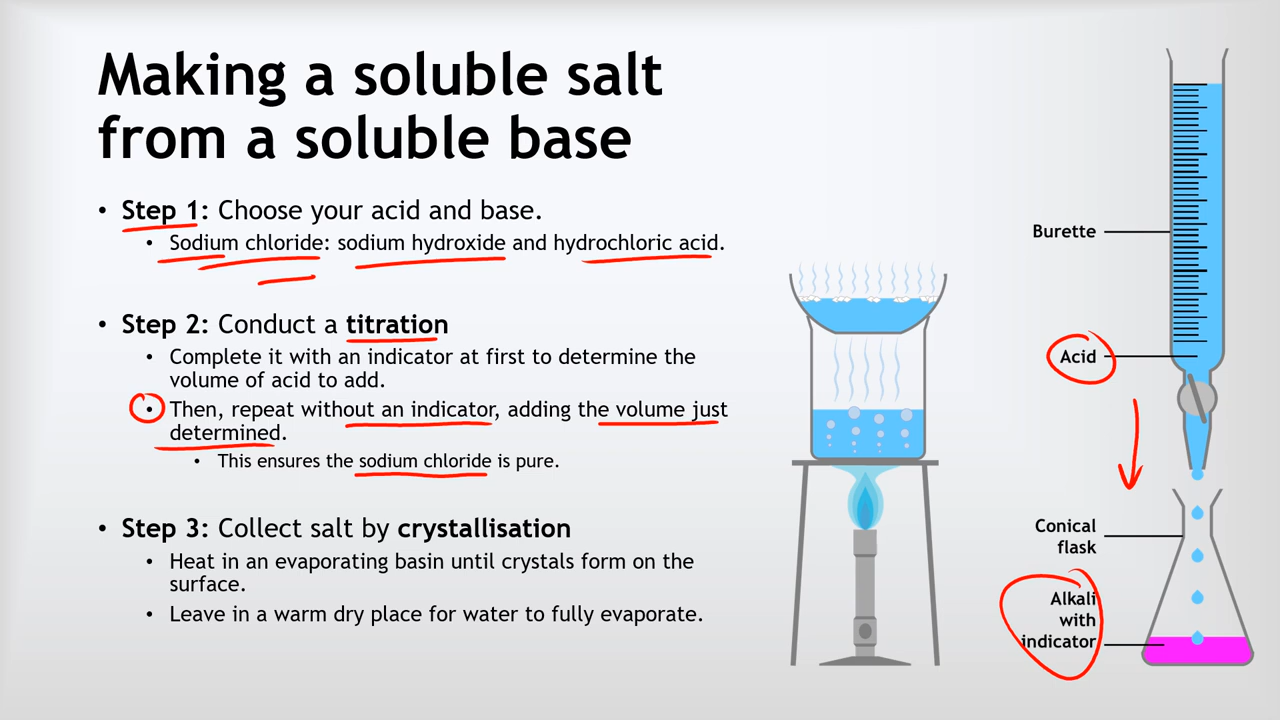 Making a soluble salt
from a soluble base
• Step 1: Choose your acid and base.
• Sodium chloride: sodium hydroxide and hydrochloric acid.
• Step 2: Conduct a titration
• Complete it with an indicator at first to determine the
volume of acid to add.
• Then, repeat without an indicator, adding the volume just
determined.
• This ensures the sodium chloride is pure.
• Step 3: Collect salt by crystallisation
• Heat in an evaporating basin until crystals form on the
surface.
• Leave in a warm dry place for water to fully evaporate.
Burette
Acid
Conical
flask
Alkali
with
indicator